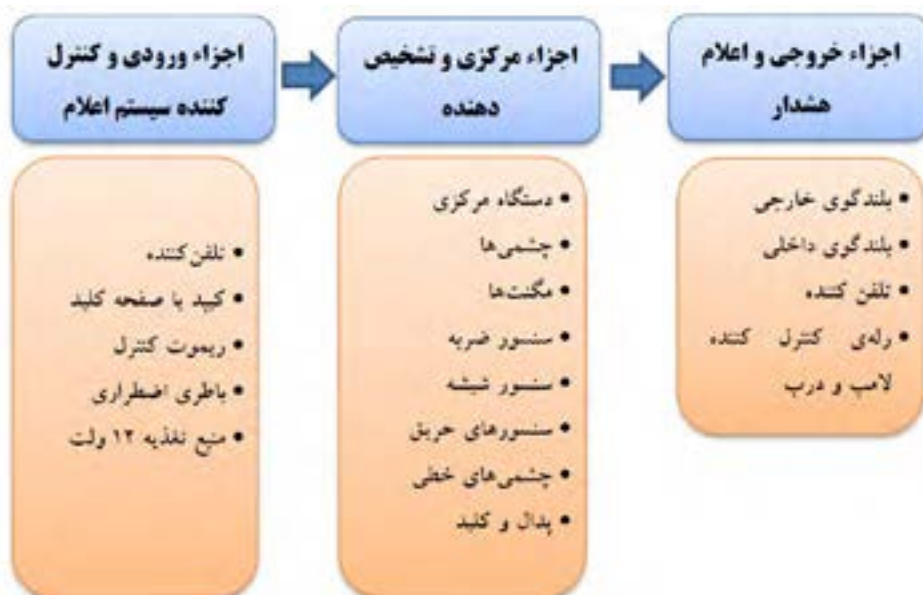 اجزاء ورودی و کنترل
کننده سیستم اعلام
• تلفن‌کننده
• کیپد یا صفحه کلید
• ریموت کنترل
• باطری اضطراری
• منبع تغذیه ۱۲ ولت
اجزاء مرکزی و تشخیص
دهنده
• دستگاه مرکزی
• چشمی‌ها
• مگنت‌ها
• سنسور ضربه
• سنسور شیشه
• سنسورهای حریق
• چشمی‌های خطی
• پدال و کلید
اجزاء خروجی و اعلام
هشدار
• بلندگوی خارجی
• بلندگوی داخلی
• تلفن کننده
• رله‌ی کنترل کننده
لامپ و درب